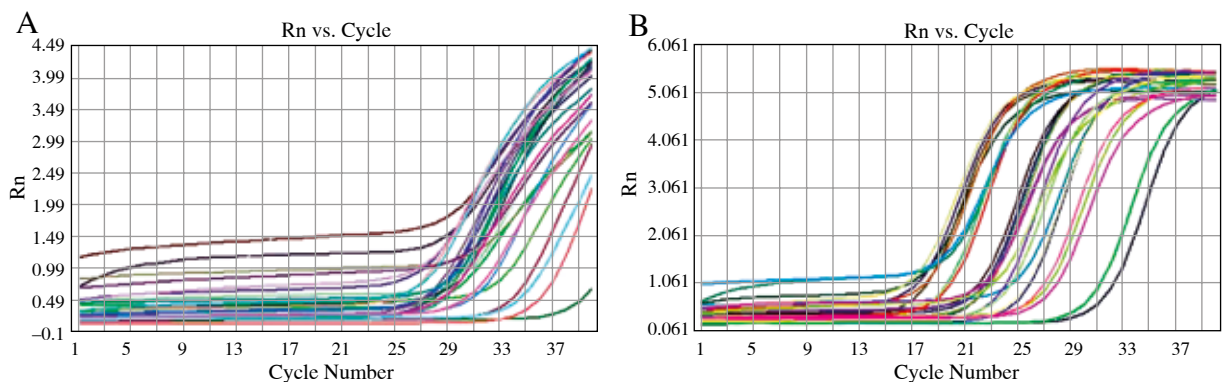 A
Rn vs. Cycle
4.49
3.99
3.49
2.99
1.99
1.49
0.99
0.49
–0.1
Rn
1 5 9 13 17 21 25 29 33 37
Cycle Number
B
Rn vs. Cycle
6.061
5.061
4.061
3.061
2.061
1.061
0.061
Rn
1 5 9 13 17 21 25 29 33 37
Cycle Number